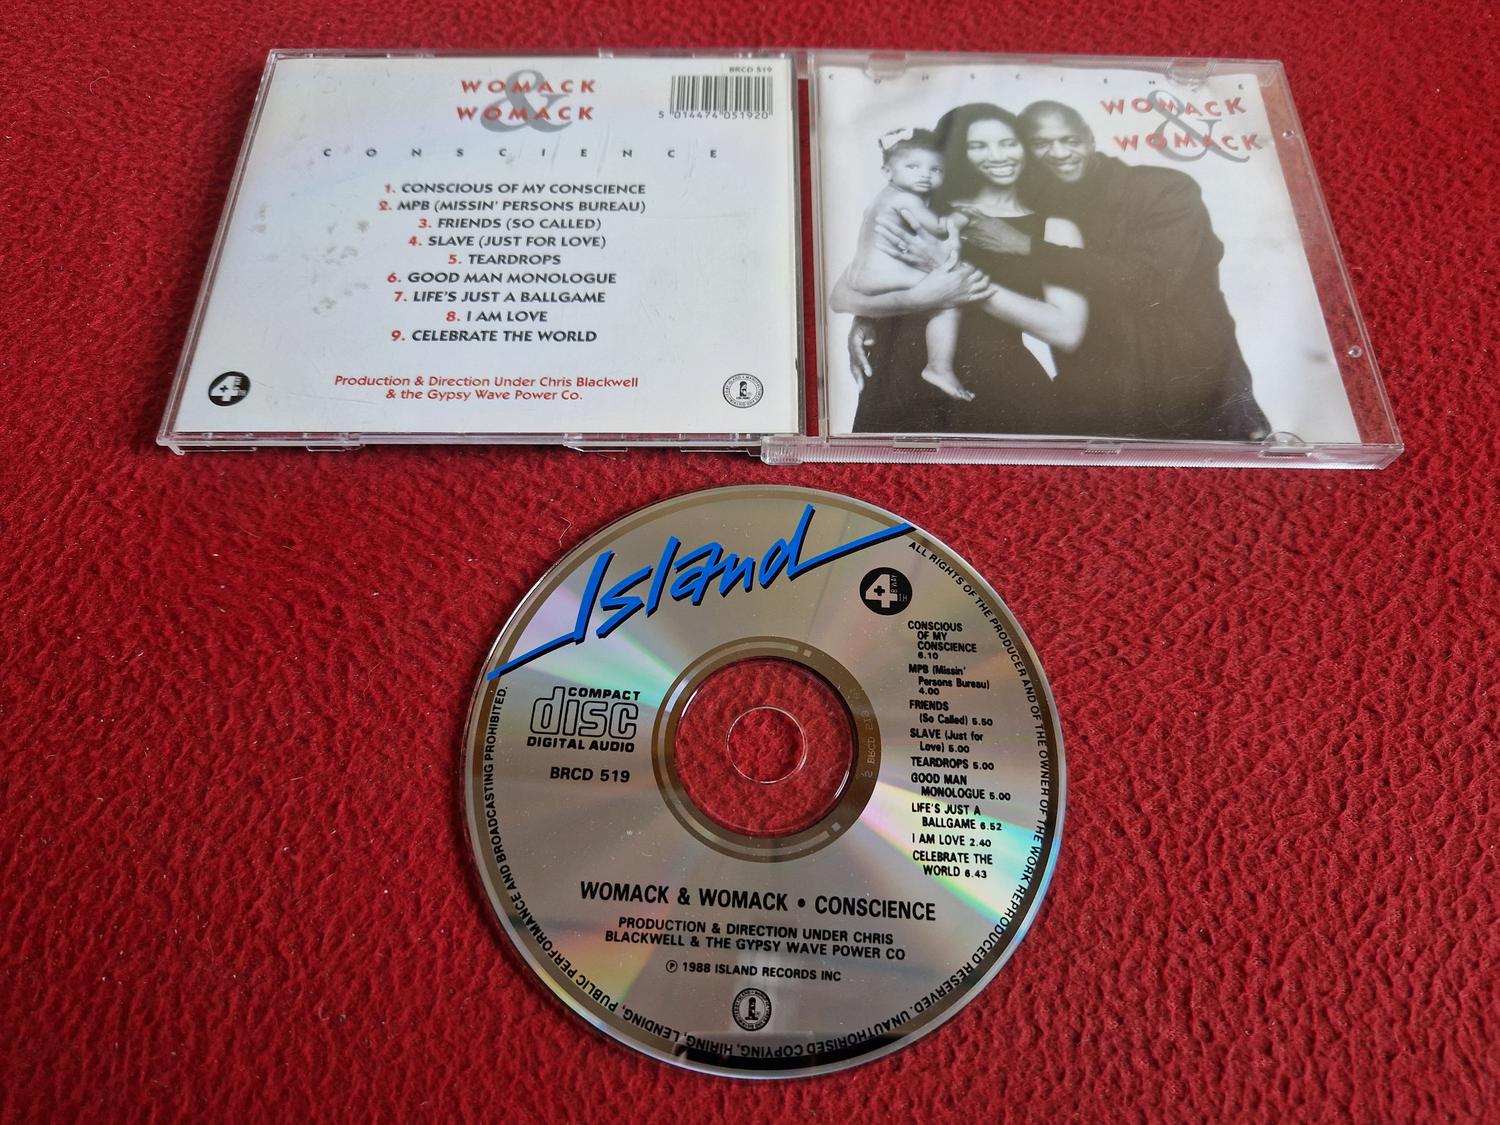 WOMACK
&
WOMACK
BRCD 519
5 014474 051920
CONSCIENCE
1. CONSCIOUS OF MY CONSCIENCE
2. MPB (MISSIN' PERSONS BUREAU)
3. FRIENDS (SO CALLED)
4. SLAVE (JUST FOR LOVE)
5. TEARDROPS
6. GOOD MAN MONOLOGUE
7. LIFE'S JUST A BALLGAME
8. I AM LOVE
9. CELEBRATE THE WORLD
4
Production & Direction Under Chris Blackwell
& the Gypsy Wave Power Co.
CONSCIENCE
WOMACK
&
WOMACK
Island
4
COMPACT
disc
DIGITAL AUDIO
BRCD 519
CONSCIOUS
OF MY
CONSCIENCE
6.10
MPB (Missin'
Persons Bureau)
4.00
FRIENDS
(So Called) 5.50
SLAVE (Just for
Love) 5.00
TEARDROPS 5.00
GOOD MAN
MONOLOGUE 5.00
LIFE'S JUST A
BALLGAME 6.52
I AM LOVE 2.40
CELEBRATE THE
WORLD 6.43
WOMACK & WOMACK • CONSCIENCE
PRODUCTION & DIRECTION UNDER CHRIS
BLACKWELL & THE GYPSY WAVE POWER CO
℗ 1988 ISLAND RECORDS INC
ALL RIGHTS OF THE PRODUCER AND OF THE OWNER OF THE WORK REPRODUCED RESERVED. UNAUTHORISED COPYING, HIRING, LENDING, PUBLIC PERFORMANCE AND BROADCASTING PROHIBITED.